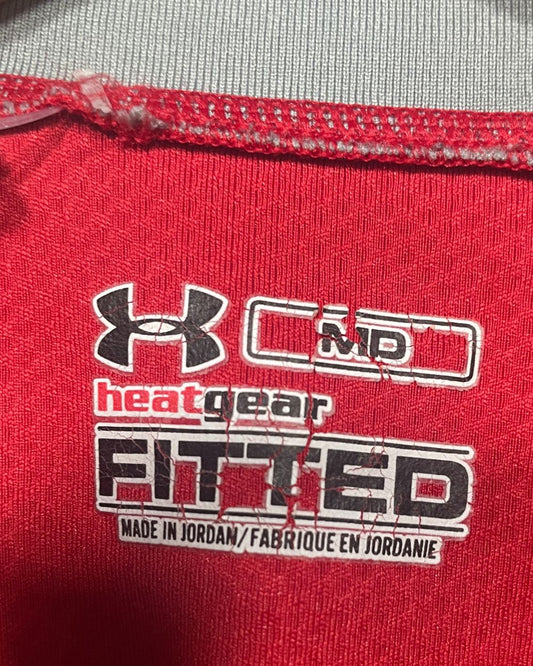 MD
heatgear
FITTED
MADE IN JORDAN/FABRIQUE EN JORDANIE